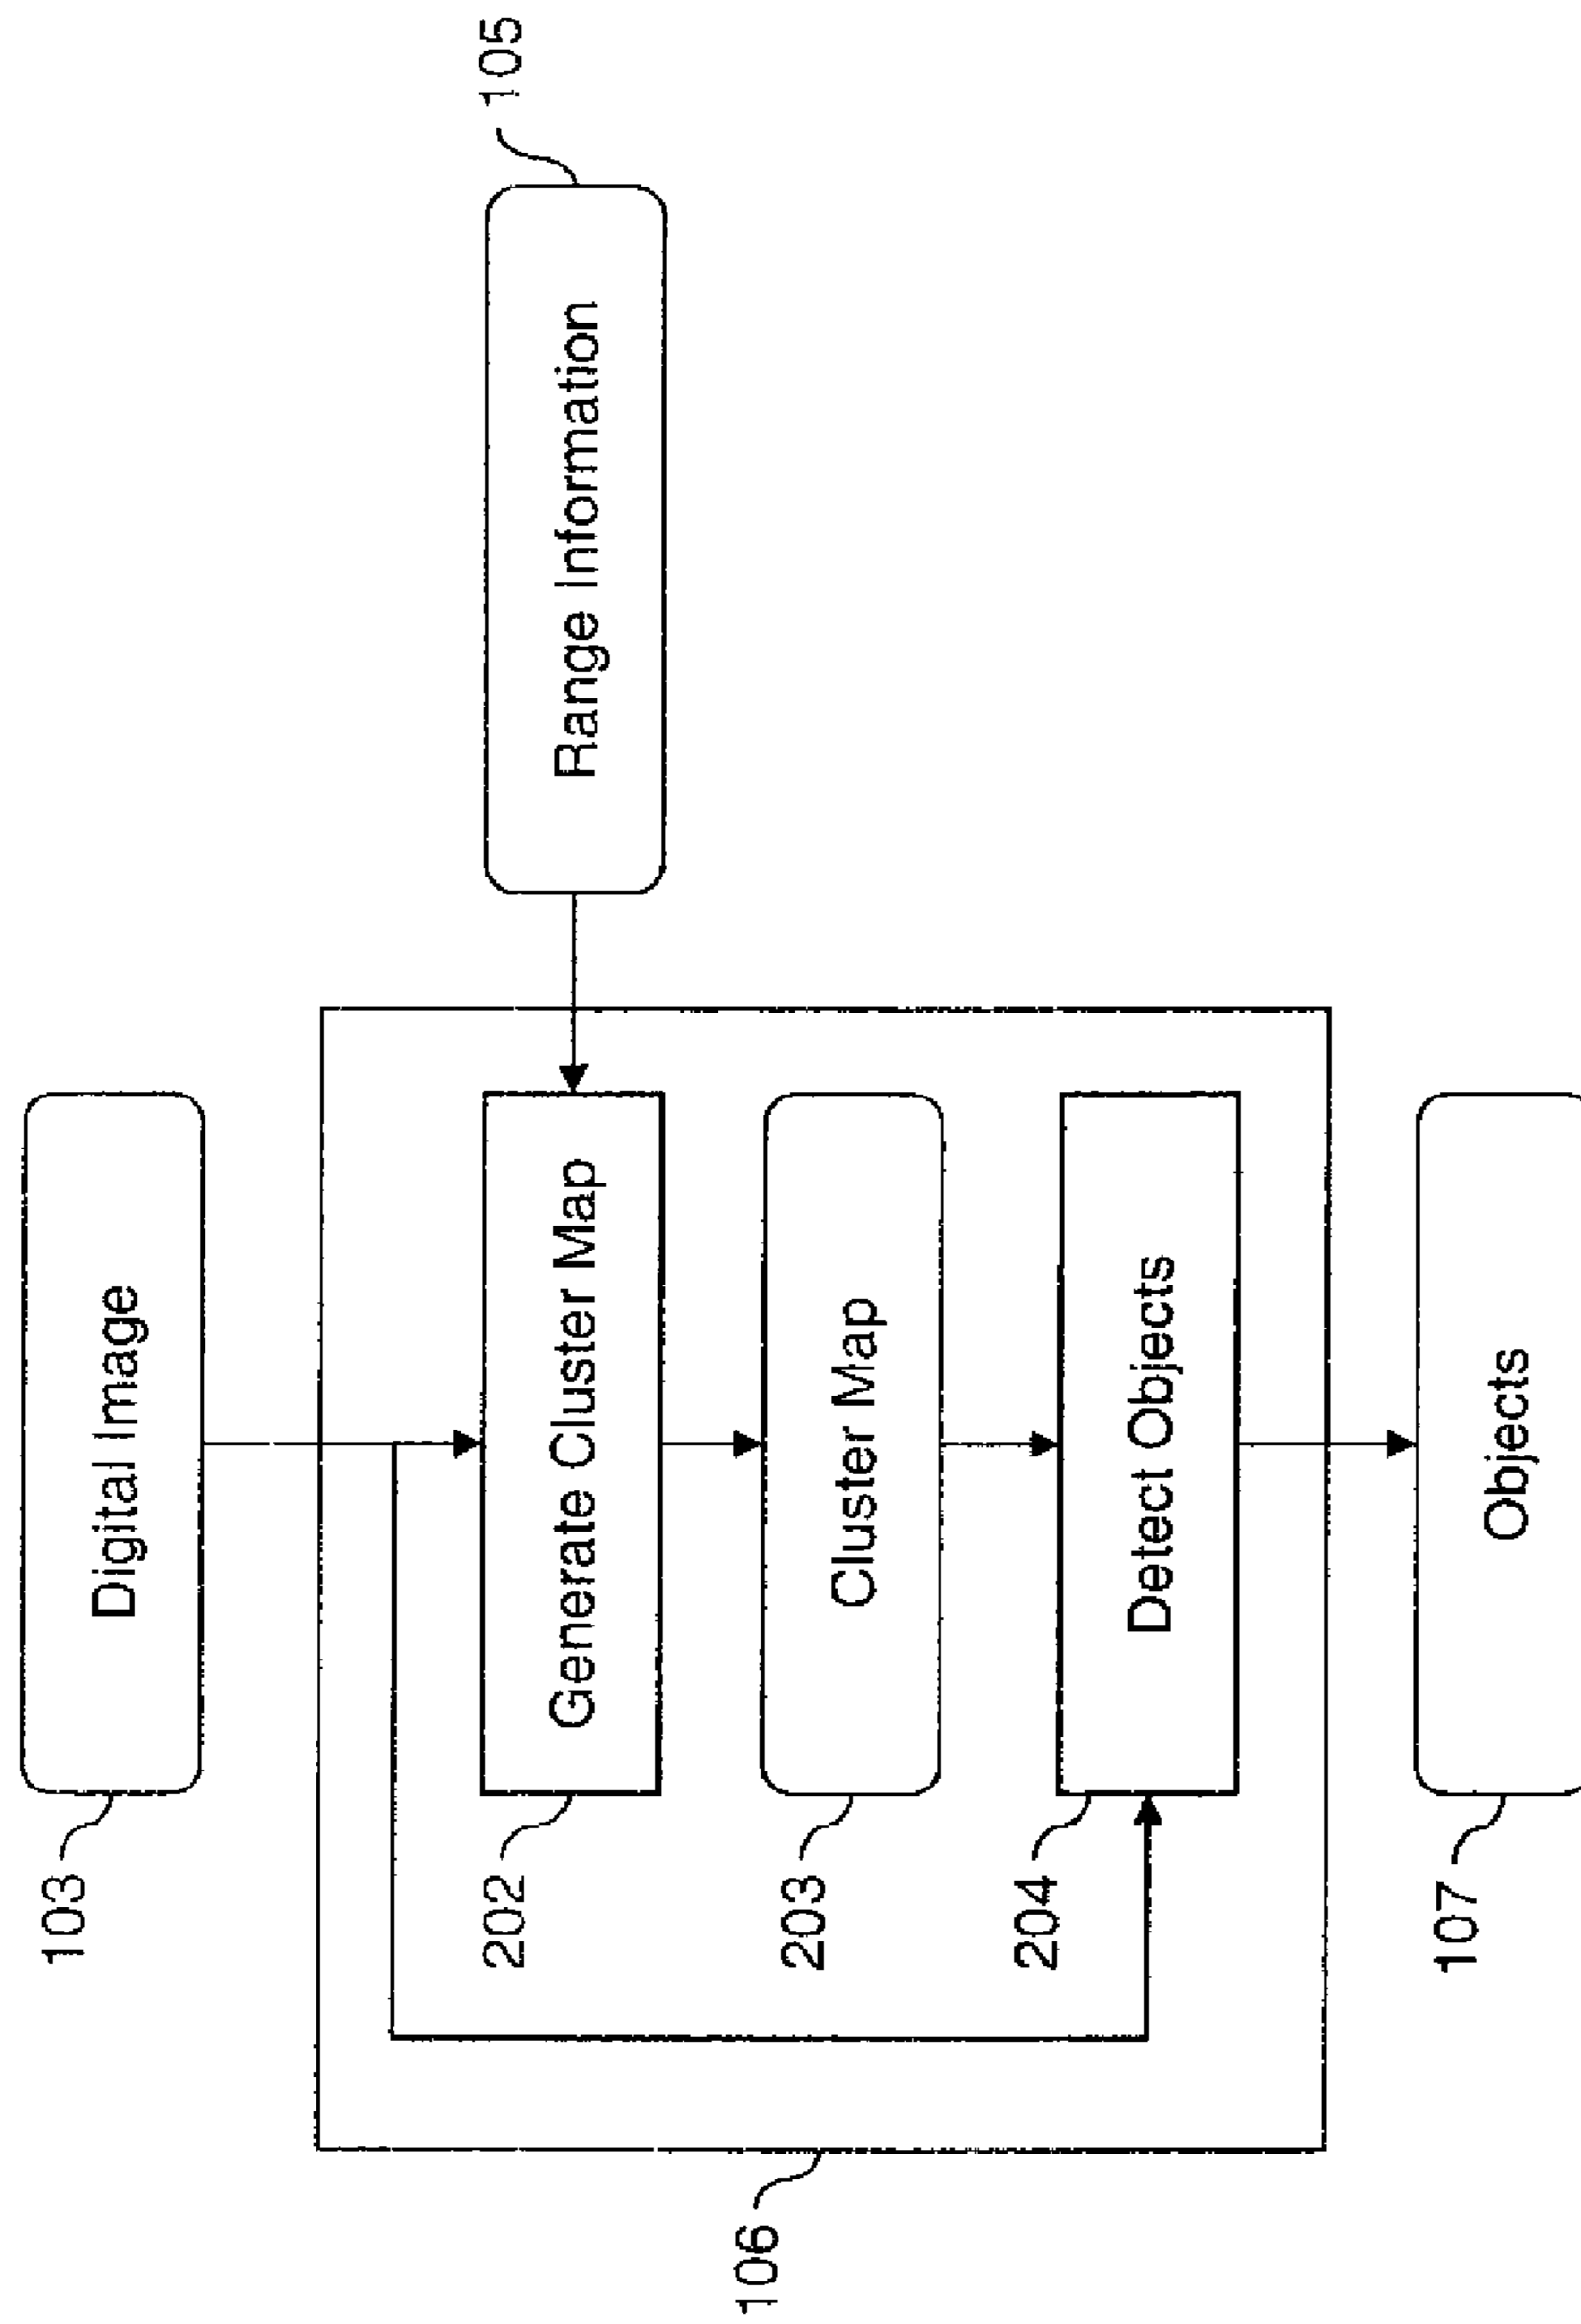 103
Digital Image
105
Range Information
202
Generate Cluster Map
203
Cluster Map
204
Detect Objects
106
107
Objects